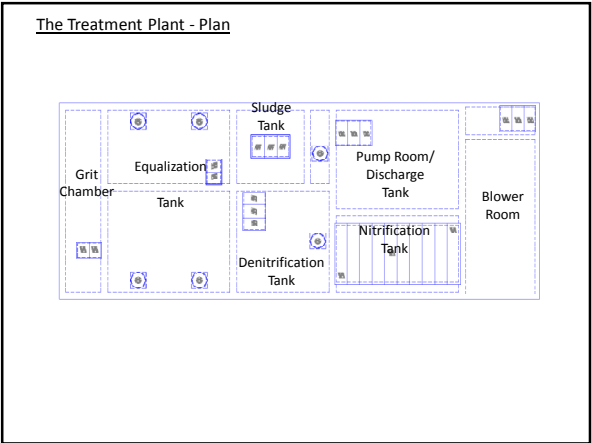 The Treatment Plant - Plan
Sludge
Tank
Equalization
Tank
Grit
Chamber
Pump Room/
Discharge
Tank
Blower
Room
Nitrification
Tank
Denitrification
Tank